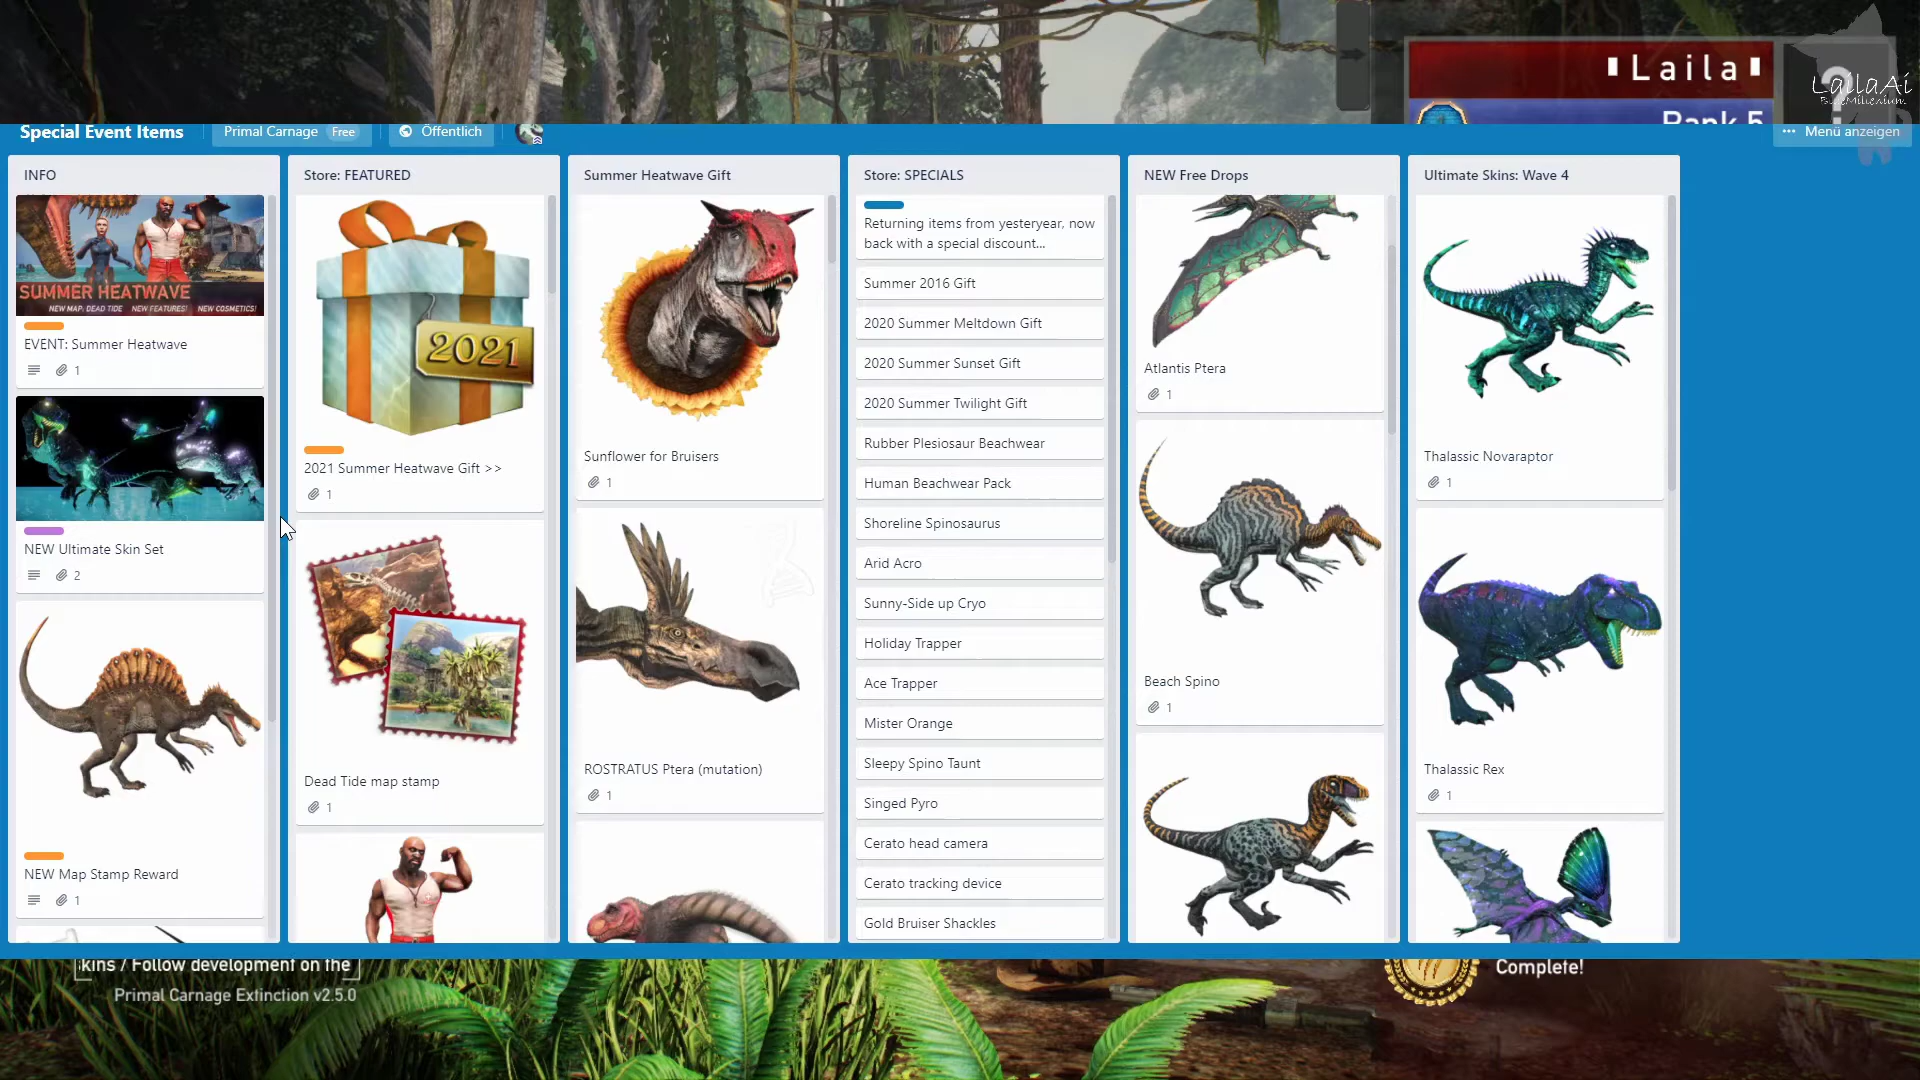 Laila
LailaAi
BlueMillenium
Rank 5
Special Event Items
Primal Carnage Free
Öffentlich
Menü anzeigen
INFO
SUMMER HEATWAVE
NEW MAP: DEAD TIDE NEW FEATURES! NEW COSMETICS!
EVENT: Summer Heatwave
1
NEW Ultimate Skin Set
2
NEW Map Stamp Reward
1
Store: FEATURED
2021
2021 Summer Heatwave Gift >>
1
Dead Tide map stamp
1
Summer Heatwave Gift
Sunflower for Bruisers
1
ROSTRATUS Ptera (mutation)
1
Store: SPECIALS
Returning items from yesteryear, now
back with a special discount...
Summer 2016 Gift
2020 Summer Meltdown Gift
2020 Summer Sunset Gift
2020 Summer Twilight Gift
Rubber Plesiosaur Beachwear
Human Beachwear Pack
Shoreline Spinosaurus
Arid Acro
Sunny-Side up Cryo
Holiday Trapper
Ace Trapper
Mister Orange
Sleepy Spino Taunt
Singed Pyro
Cerato head camera
Cerato tracking device
Gold Bruiser Shackles
NEW Free Drops
Atlantis Ptera
1
Beach Spino
1
Ultimate Skins: Wave 4
Thalassic Novaraptor
1
Thalassic Rex
1
kins / Follow development on the
Primal Carnage Extinction v2.5.0
Complete!